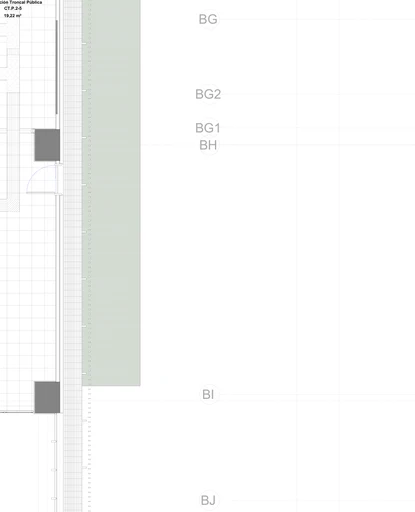 ción Troncal Pública
CT.P.2-5
19,22 m²
BG
BG2
BG1
BH
BI
BJ